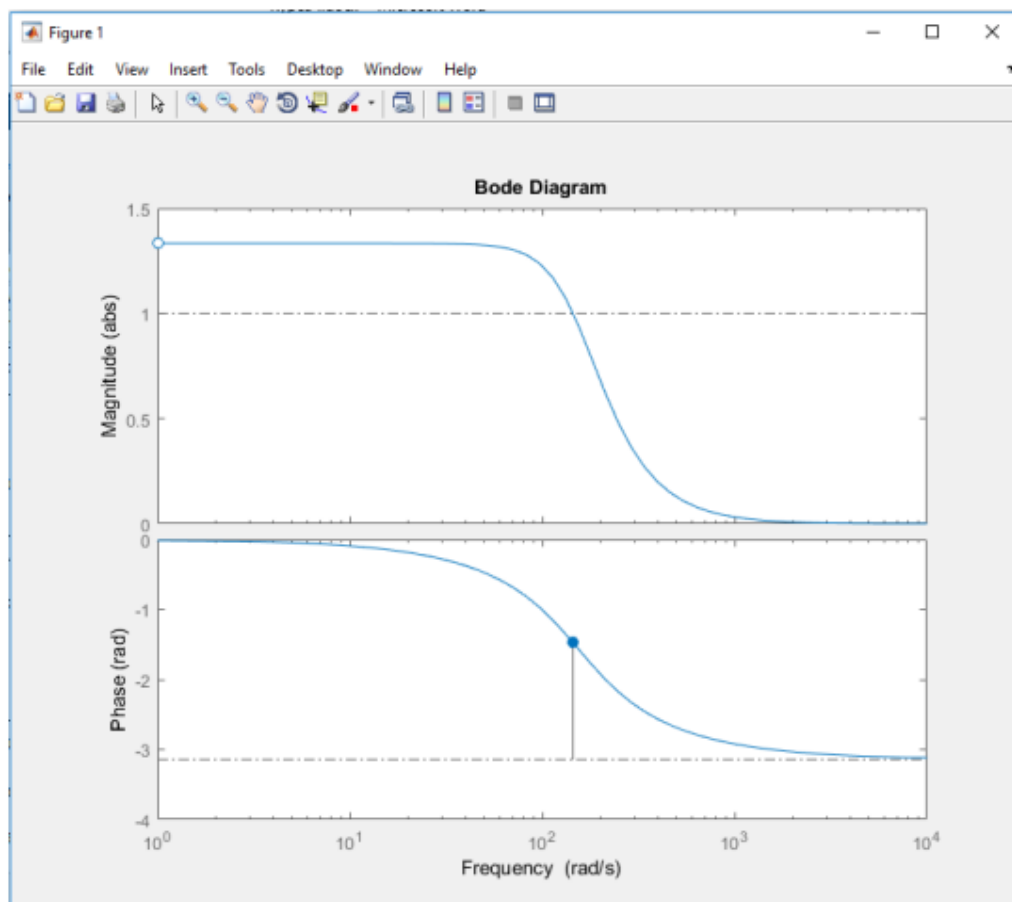 Figure 1
File Edit View Insert Tools Desktop Window Help
Bode Diagram
1.5
1
0.5
0
Magnitude (abs)
0
-1
-2
-3
-4
Phase (rad)
10^0 10^1 10^2 10^3 10^4
Frequency (rad/s)